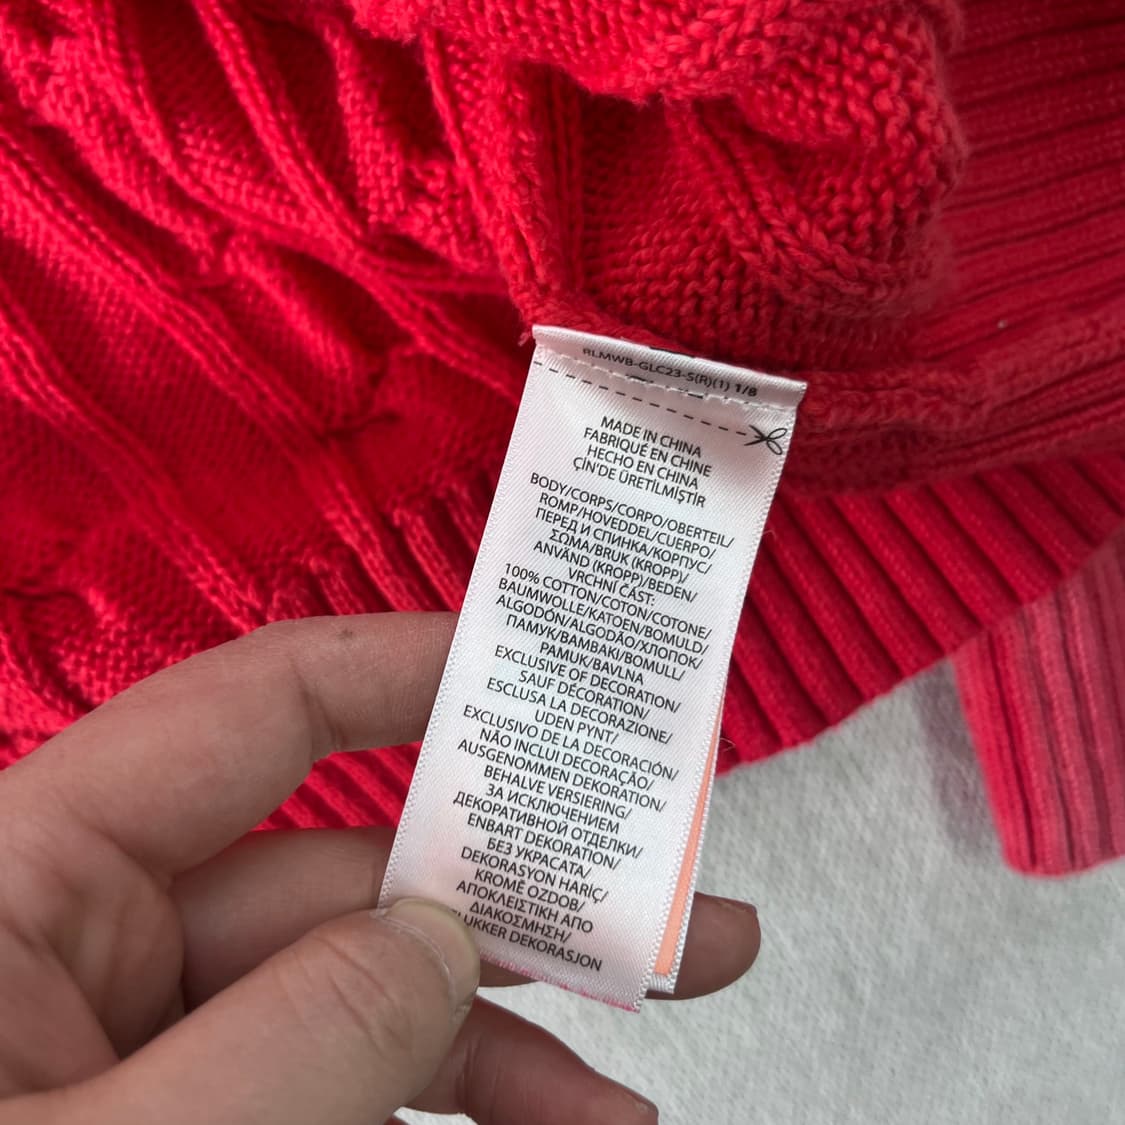 RLMWB-GLC23-S(R)(1) 1/8
MADE IN CHINA
FABRIQUÉ EN CHINE
HECHO EN CHINA
ÇİN'DE ÜRETİLMİŞTİR
BODY/CORPS/CORPO/OBERTEIL/
ROMP/HOVEDDEL/CUERPO/
ПЕРЕД И СПИНКА/КОРПУС/
ΣΩΜΑ/BRUK (KROPP)/
ANVÄND (KROPP)/BEDEN/
VRCHNÍ ČÁST:
100% COTTON/COTON/COTONE/
BAUMWOLLE/KATOEN/BOMULD/
ALGODÓN/ALGODÃO/ХЛОПОК/
ПАМУК/ΒΑΜΒΑΚΙ/BOMULL/
PAMUK/BAVLNA
EXCLUSIVE OF DECORATION/
SAUF DÉCORATION/
ESCLUSA LA DECORAZIONE/
UDEN PYNT/
EXCLUSIVO DE LA DECORACIÓN/
NÃO INCLUI DECORAÇÃO/
AUSGENOMMEN DEKORATION/
BEHALVE VERSIERING/
ЗА ИСКЛЮЧЕНИЕМ
ДЕКОРАТИВНОЙ ОТДЕЛКИ/
ENBART DEKORATION/
БЕЗ УКРАСАТА/
DEKORASYON HARİÇ/
KROMĚ OZDOB/
ΑΠΟΚΛΕΙΣΤΙΚΗ ΑΠΟ
ΔΙΑΚΟΣΜΗΣΗ/
DEKORASJON